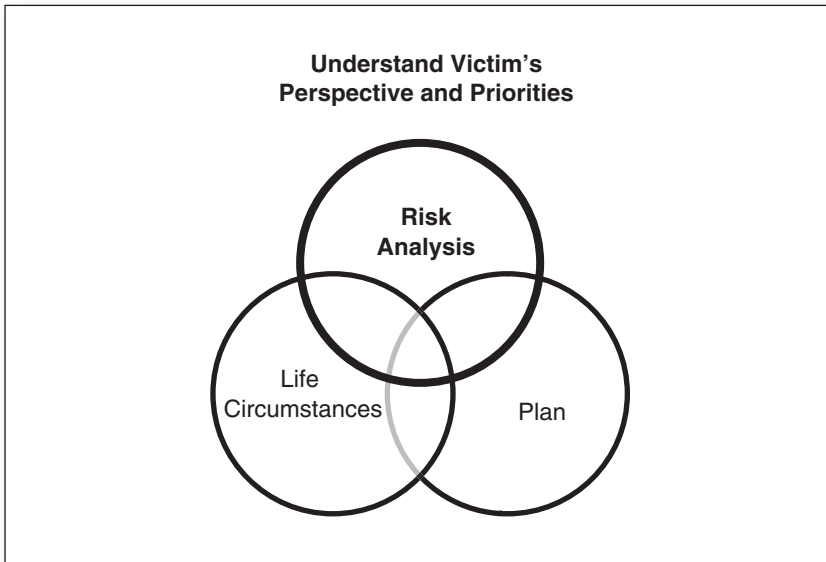 Understand Victim’s
Perspective and Priorities
Risk
Analysis
Life
Circumstances
Plan